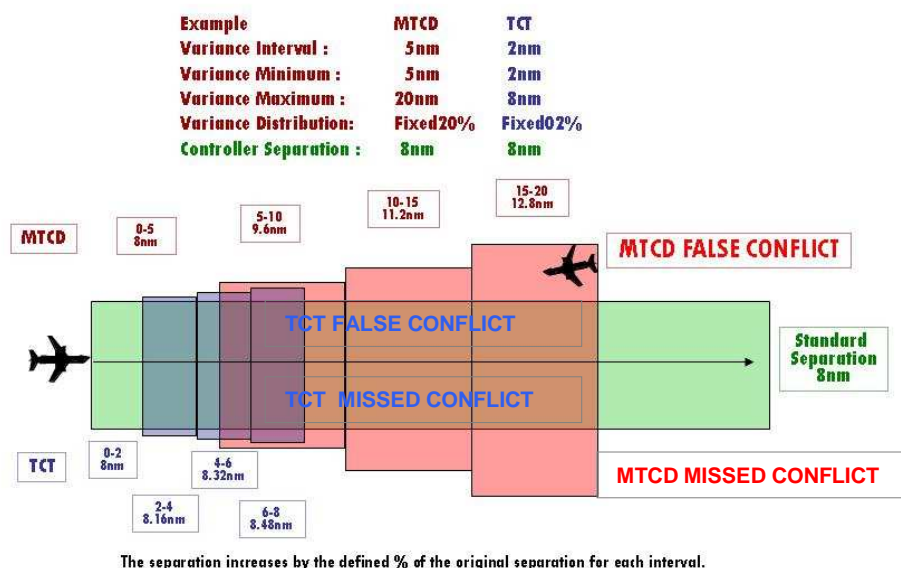 Example MTCD TCT
Variance Interval : 5nm 2nm
Variance Minimum : 5nm 2nm
Variance Maximum : 20nm 8nm
Variance Distribution: Fixed20% Fixed02%
Controller Separation : 8nm 8nm
15-20
12.8nm
10-15
11.2nm
5-10
9.6nm
0-5
8nm
MTCD
MTCD FALSE CONFLICT
TCT FALSE CONFLICT
Standard
Separation
8nm
TCT MISSED CONFLICT
TCT
0-2
8nm
4-6
8.32nm
MTCD MISSED CONFLICT
2-4
8.16nm
6-8
8.48nm
The separation increases by the defined % of the original separation for each interval.